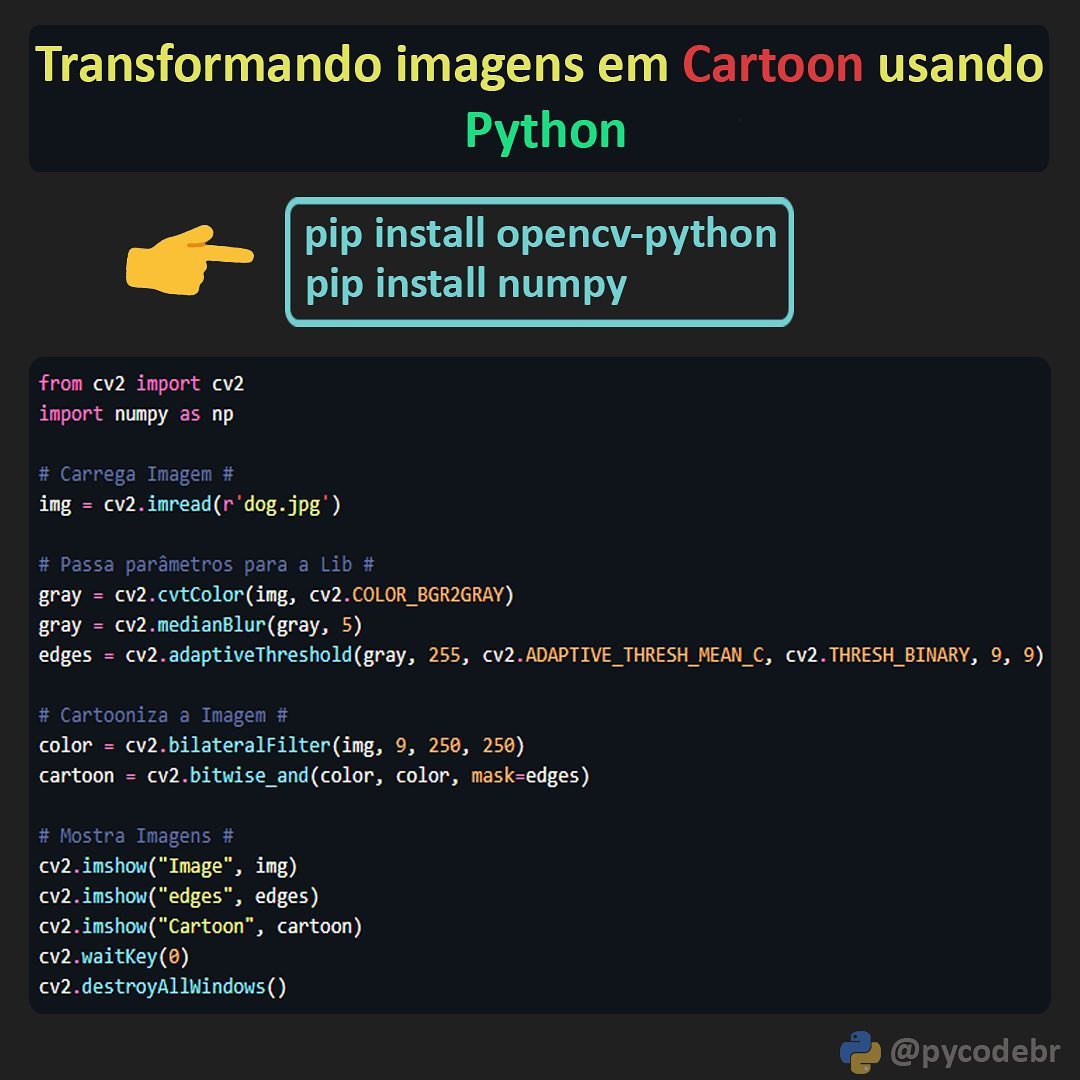 Transformando imagens em Cartoon usando
Python
pip install opencv-python
pip install numpy
from cv2 import cv2
import numpy as np
# Carrega Imagem #
img = cv2.imread(r'dog.jpg')
# Passa parâmetros para a Lib #
gray = cv2.cvtColor(img, cv2.COLOR_BGR2GRAY)
gray = cv2.medianBlur(gray, 5)
edges = cv2.adaptiveThreshold(gray, 255, cv2.ADAPTIVE_THRESH_MEAN_C, cv2.THRESH_BINARY, 9, 9)
# Cartooniza a Imagem #
color = cv2.bilateralFilter(img, 9, 250, 250)
cartoon = cv2.bitwise_and(color, color, mask=edges)
# Mostra Imagens #
cv2.imshow("Image", img)
cv2.imshow("edges", edges)
cv2.imshow("Cartoon", cartoon)
cv2.waitKey(0)
cv2.destroyAllWindows()
@pycodebr